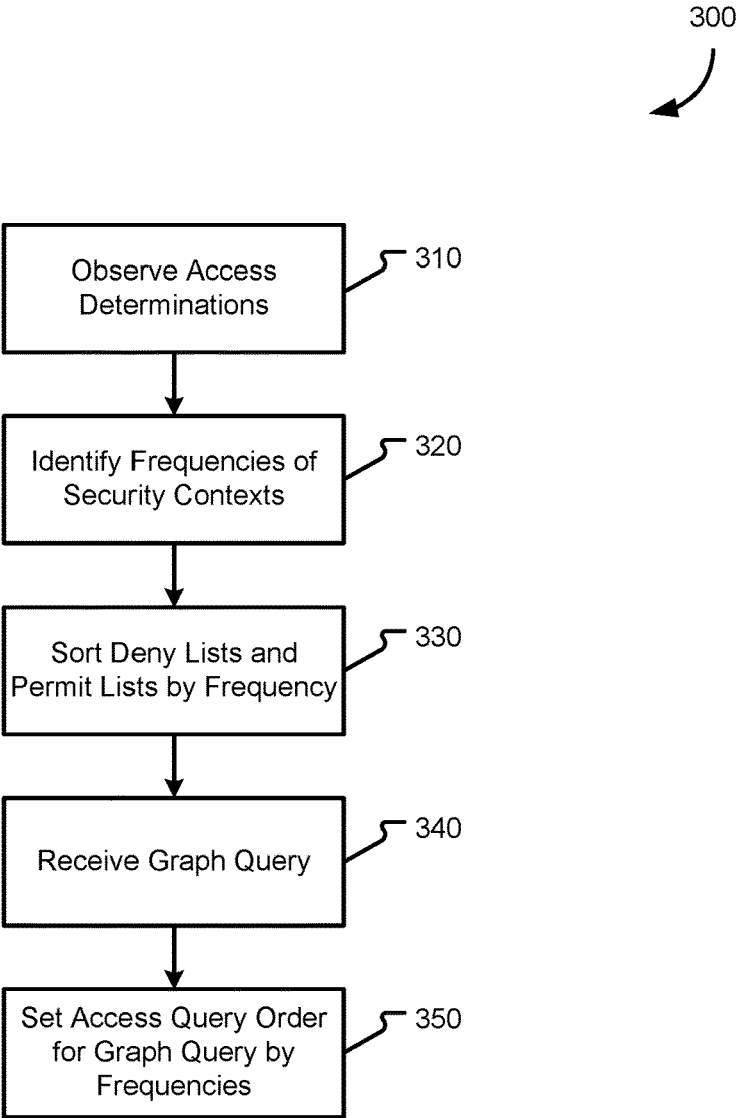 300
Observe Access
Determinations
310
Identify Frequencies of
Security Contexts
320
Sort Deny Lists and
Permit Lists by Frequency
330
Receive Graph Query
340
Set Access Query Order
for Graph Query by
Frequencies
350